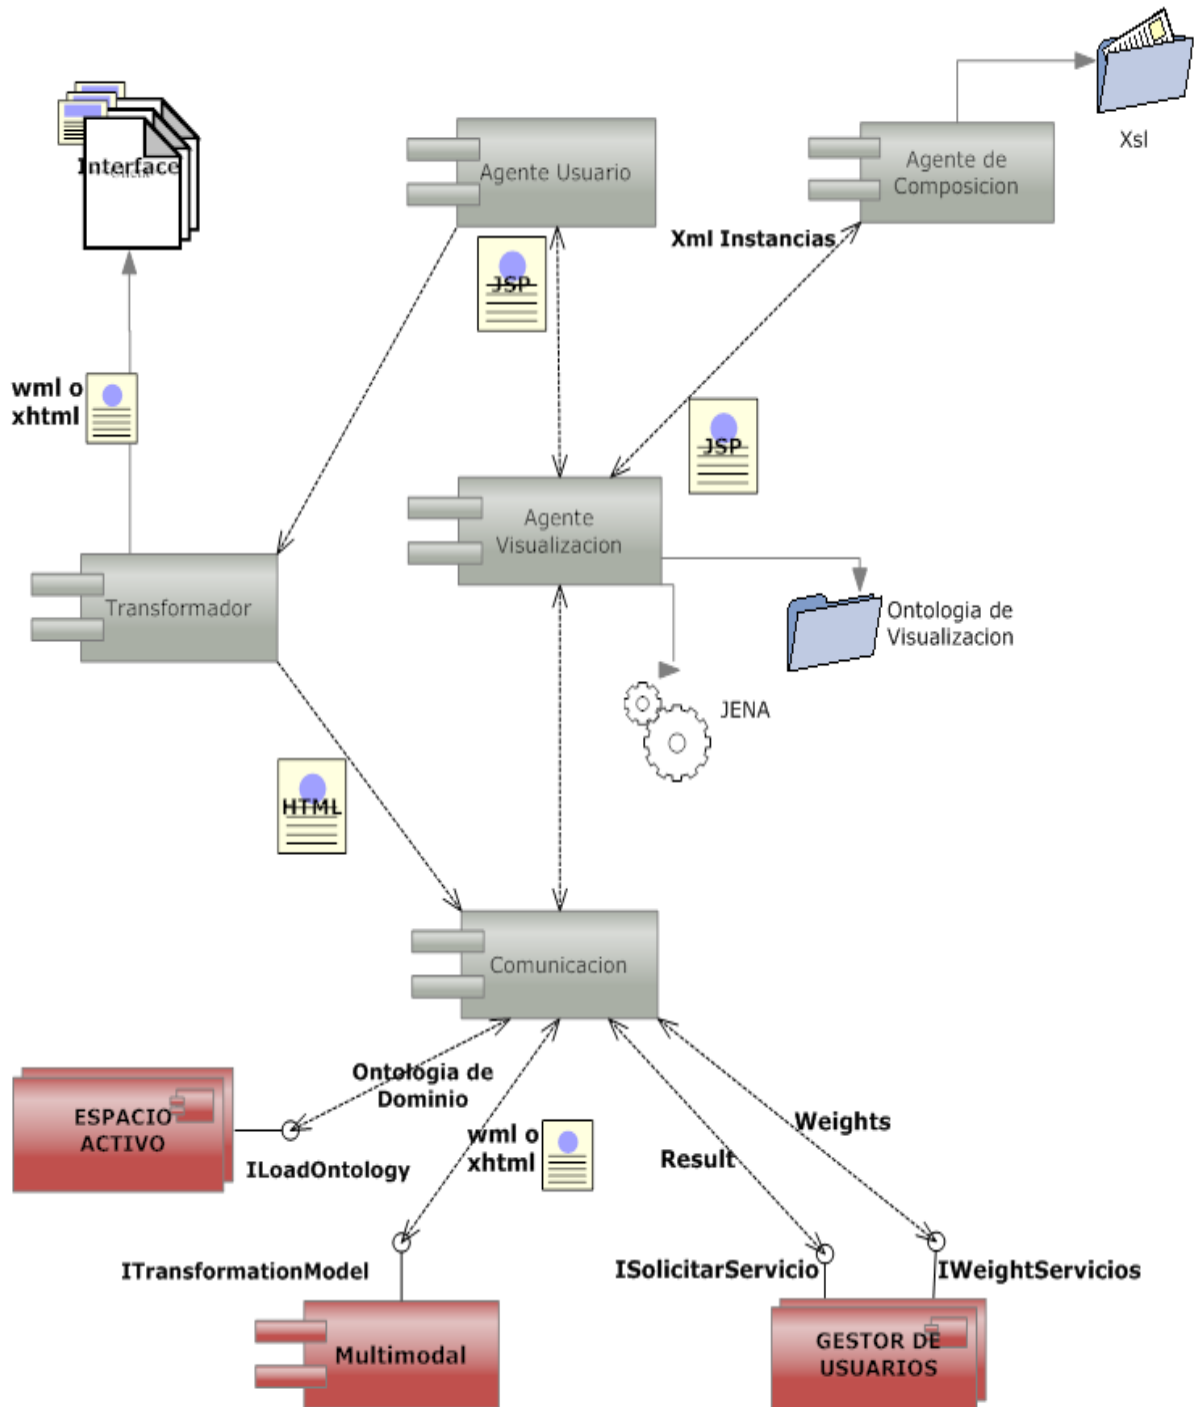 Xsl
Interface
Agente Usuario
Agente de
Composicion
Xml Instancias
JSP
wml o
xhtml
JSP
Agente
Visualizacion
Transformador
Ontologia de
Visualizacion
JENA
HTML
Comunicacion
Ontologia de
Dominio
ESPACIO
ACTIVO
ILoadOntology
wml o
xhtml
Weights
Result
ITransformationModel
ISolicitarServicio
IWeightServicios
Multimodal
GESTOR DE
USUARIOS